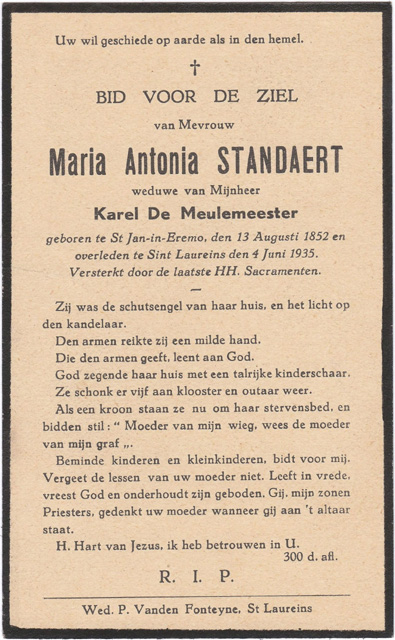 Uw wil geschiede op aarde als in den hemel.
†
BID VOOR DE ZIEL
van Mevrouw
Maria Antonia STANDAERT
weduwe van Mijnheer
Karel De Meulemeester
geboren te St Jan-in-Eremo, den 13 Augusti 1852 en
overleden te Sint Laureins den 4 Juni 1935.
Versterkt door de laatste HH. Sacramenten.
—
Zij was de schutsengel van haar huis, en het licht op
den kandelaar.
Den armen reikte zij een milde hand.
Die den armen geeft, leent aan God.
God zegende haar huis met een talrijke kinderschaar.
Ze schonk er vijf aan klooster en outaar weer.
Als een kroon staan ze nu om haar stervensbed, en
bidden stil : “ Moeder van mijn wieg, wees de moeder
van mijn graf „.
Beminde kinderen en kleinkinderen, bidt voor mij.
Vergeet de lessen van uw moeder niet. Leeft in vrede,
vreest God en onderhoudt zijn geboden. Gij, mijn zonen
Priesters, gedenkt uw moeder wanneer gij aan 't altaar
staat.
H. Hart van Jezus, ik heb betrouwen in U.
300 d. afl.
R. I. P.
Wed. P. Vanden Fonteyne, St Laureins